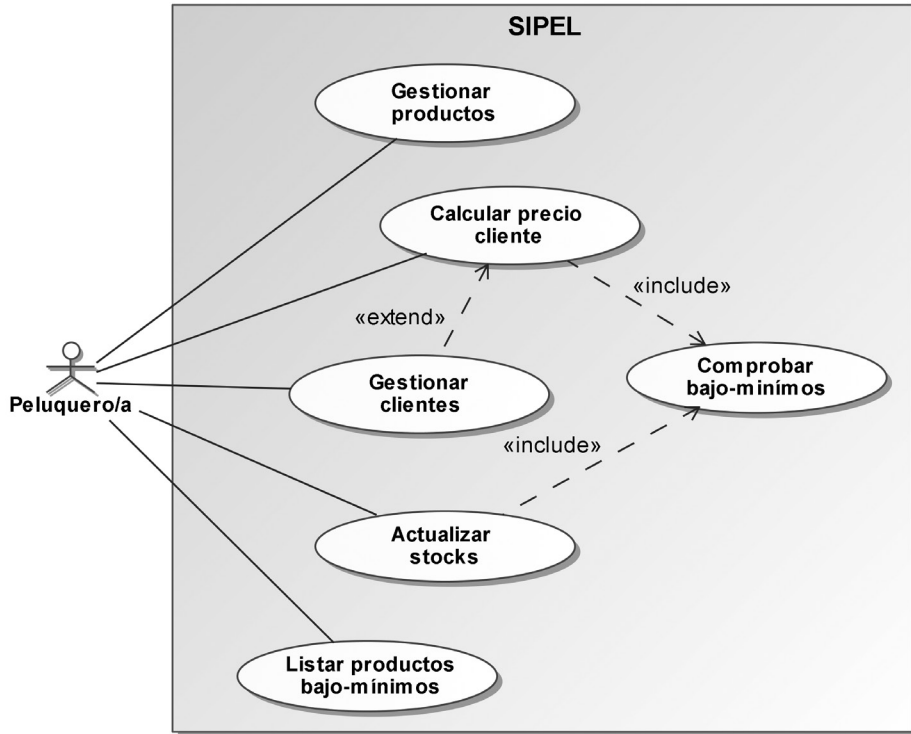 SIPEL
Gestionar
productos
Calcular precio
cliente
«include»
«extend»
Comprobar
bajo-minímos
Gestionar
clientes
Peluquero/a
«include»
Actualizar
stocks
Listar productos
bajo-mínimos